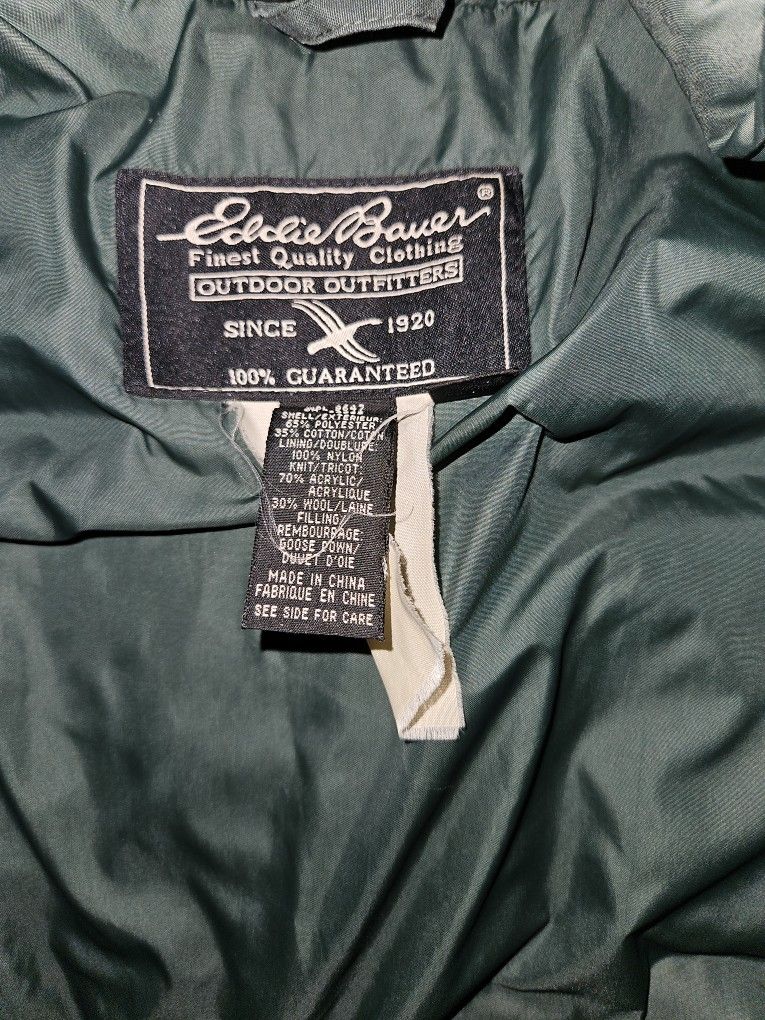 Eddie Bauer®
Finest Quality Clothing
OUTDOOR OUTFITTERS
SINCE 1920
100% GUARANTEED
SHELL/EXTERIEUR:
65% POLYESTER
35% COTTON/COTON
LINING/DOUBLURE:
100% NYLON
KNIT/TRICOT:
70% ACRYLIC/
ACRYLIQUE
30% WOOL/LAINE
FILLING/
REMBOURRAGE:
GOOSE DOWN/
DUVET D'OIE
MADE IN CHINA
FABRIQUE EN CHINE
SEE SIDE FOR CARE